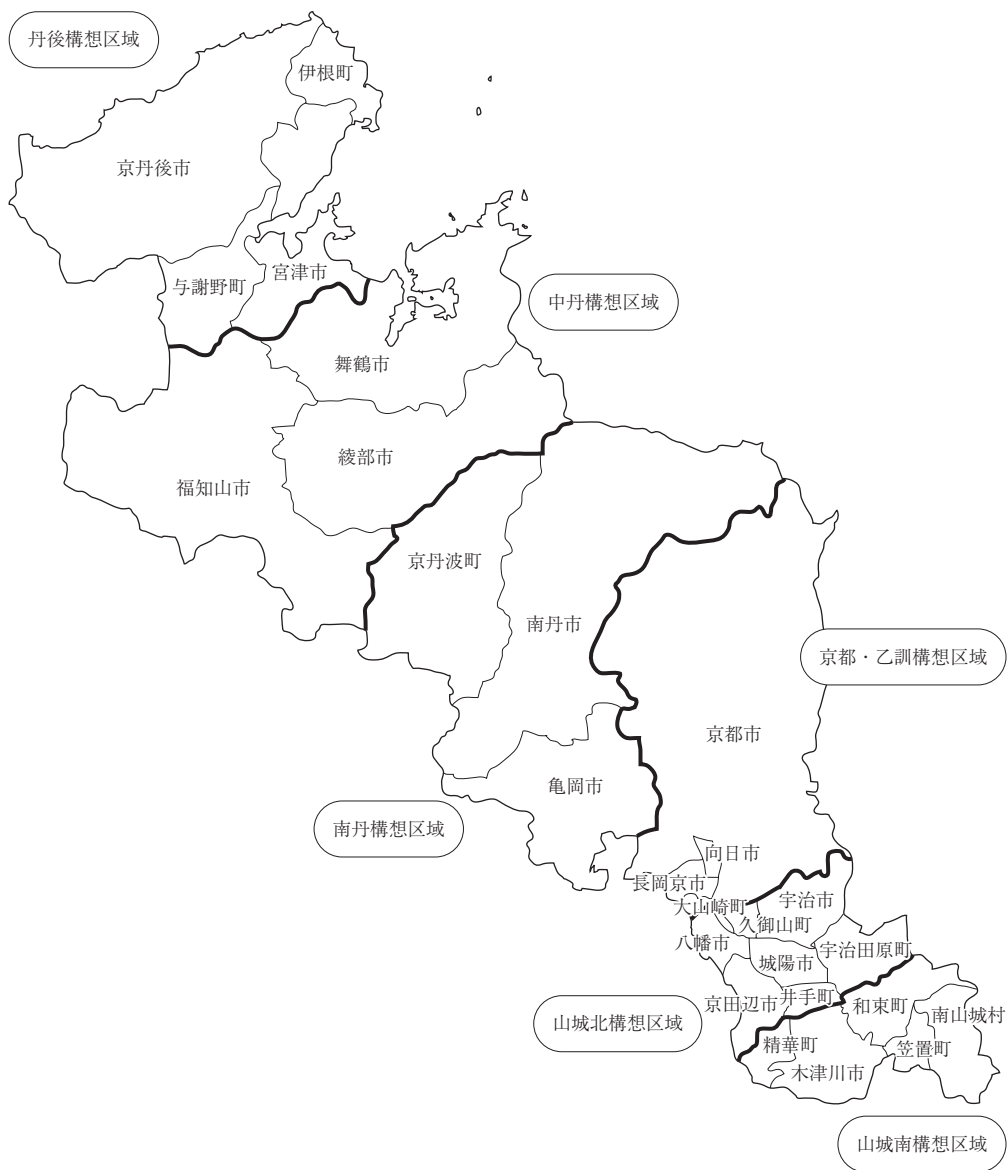 丹後構想区域
伊根町
京丹後市
与謝野町
宮津市
中丹構想区域
舞鶴市
綾部市
福知山市
京丹波町
南丹市
京都・乙訓構想区域
京都市
亀岡市
南丹構想区域
向日市
長岡京市
宇治市
大山崎町
久御山町
八幡市
宇治田原町
城陽市
京田辺市
井手町
和束町
南山城村
山城北構想区域
精華町
笠置町
木津川市
山城南構想区域